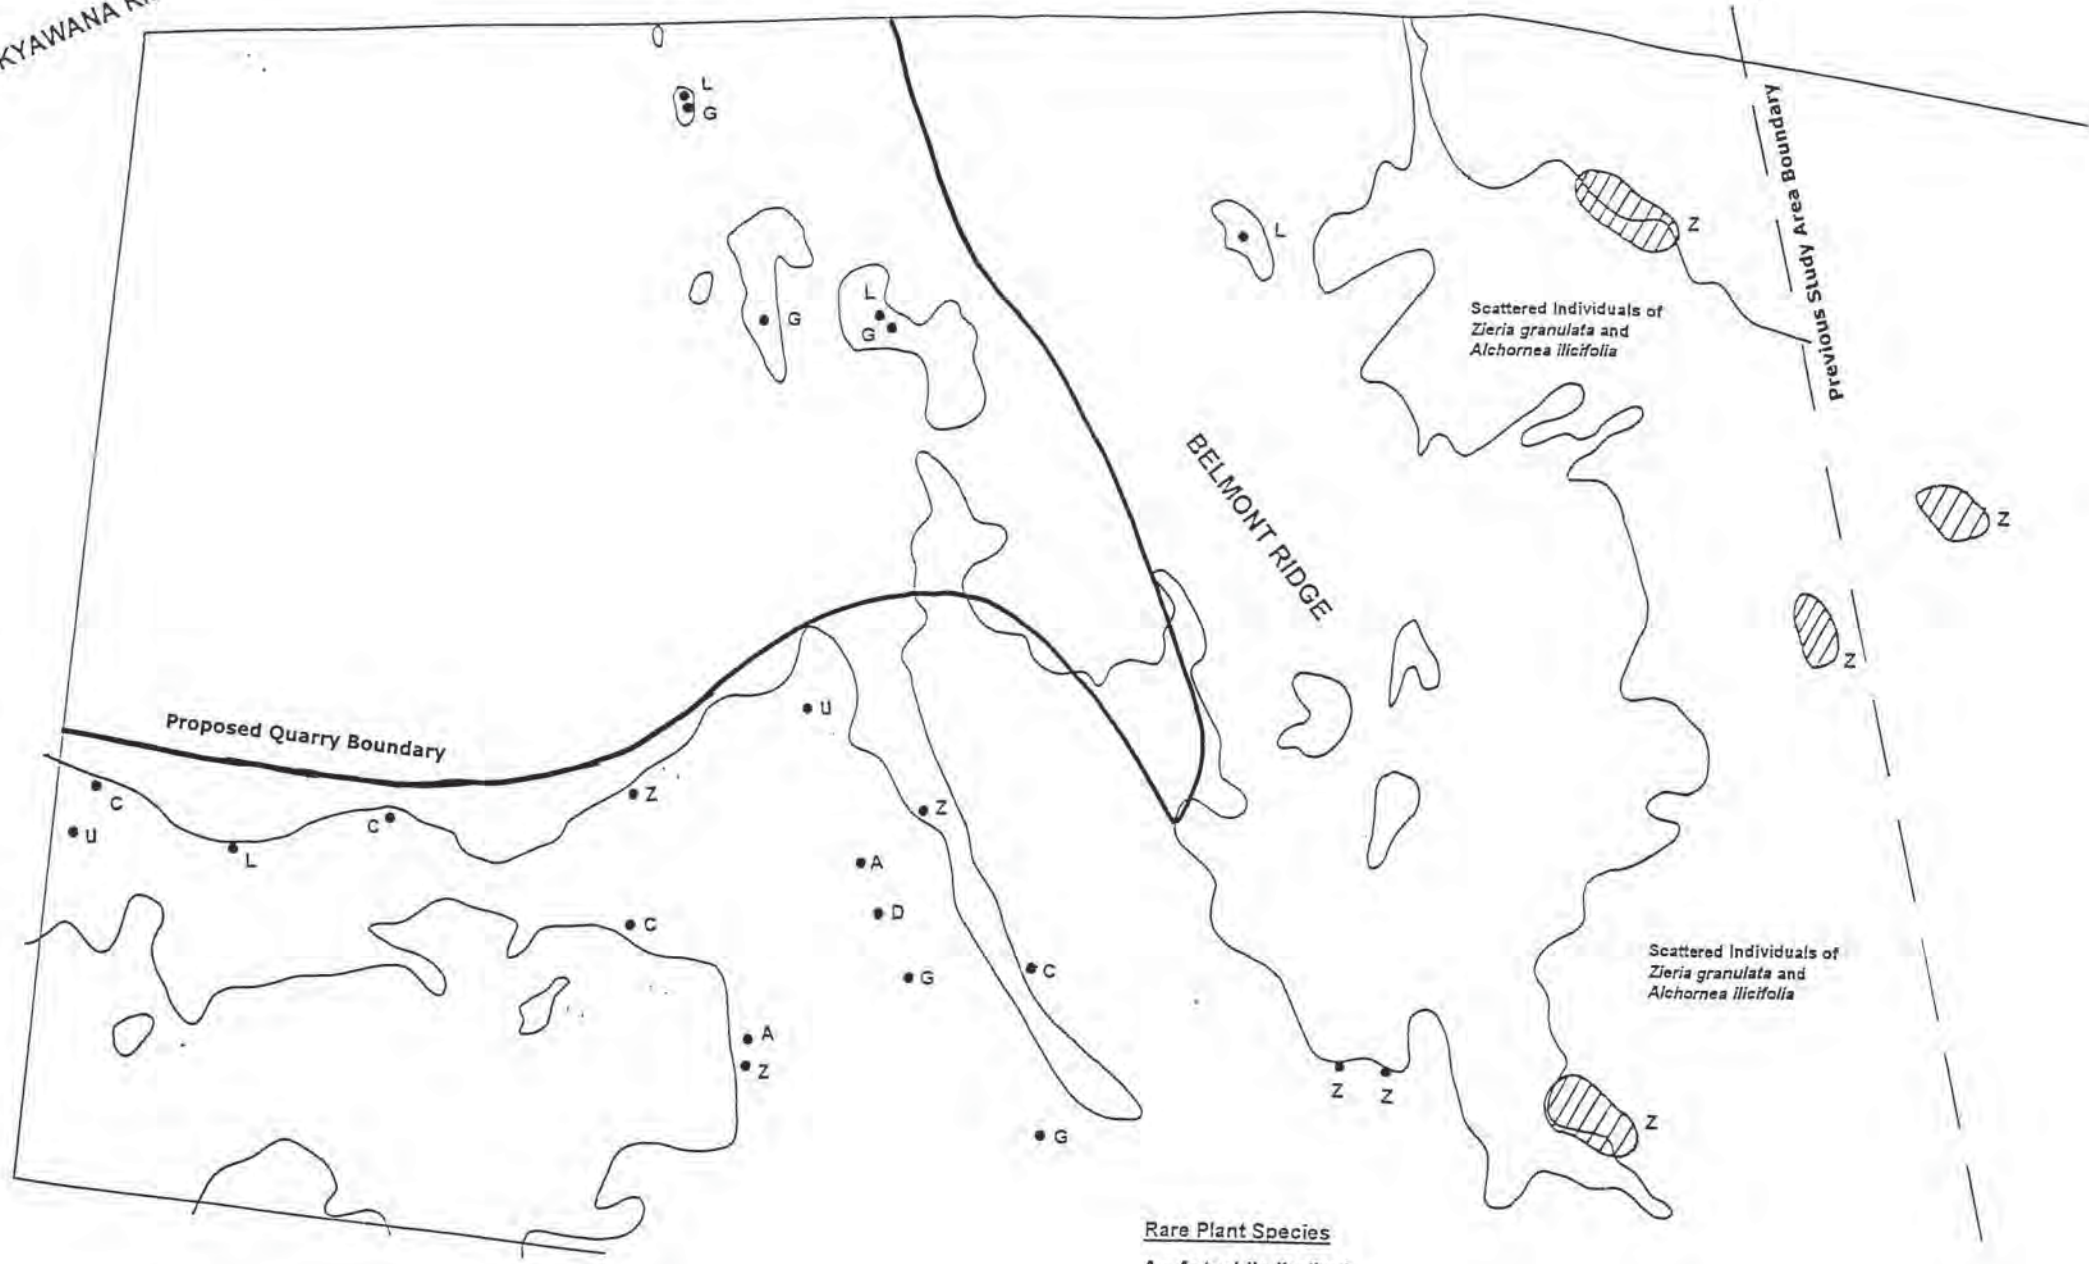 KYAWANA
L
G
L
Z
Previous Study Area Boundary
G
L
G
Scattered Individuals of
Zieria granulata and
Alchornea ilicifolia
BELMONT RIDGE
Z
Z
Proposed Quarry Boundary
U
C
Z
C
Z
U
L
A
D
C
G
C
Scattered Individuals of
Zieria granulata and
Alchornea ilicifolia
A
Z
Z
Z
Z
G
Rare Plant Species